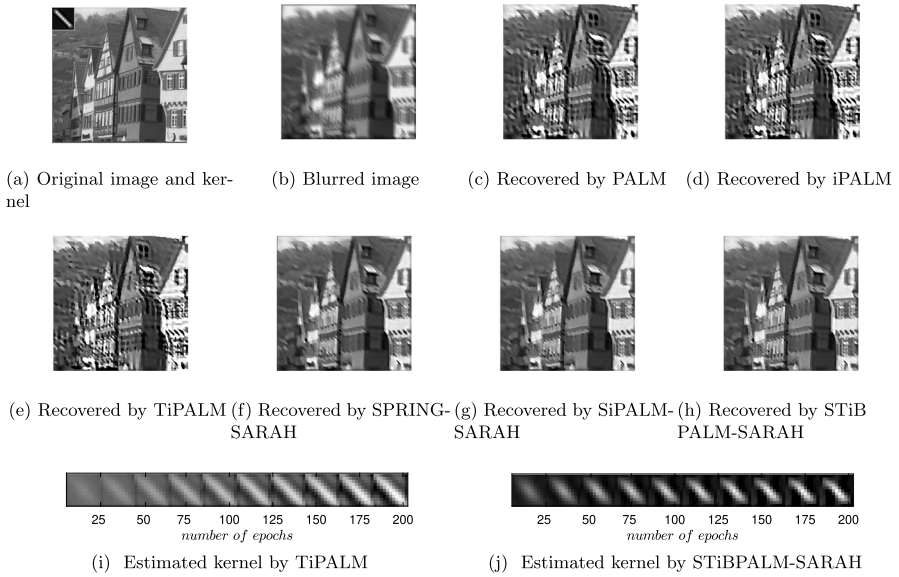 (a) Original image and ker-
nel
(b) Blurred image
(c) Recovered by PALM
(d) Recovered by iPALM
(e) Recovered by TiPALM
(f) Recovered by SPRING-
SARAH
(g) Recovered by SiPALM-
SARAH
(h) Recovered by STiB
PALM-SARAH
25 50 75 100 125 150 175 200
number of epochs
(i) Estimated kernel by TiPALM
25 50 75 100 125 150 175 200
number of epochs
(j) Estimated kernel by STiBPALM-SARAH